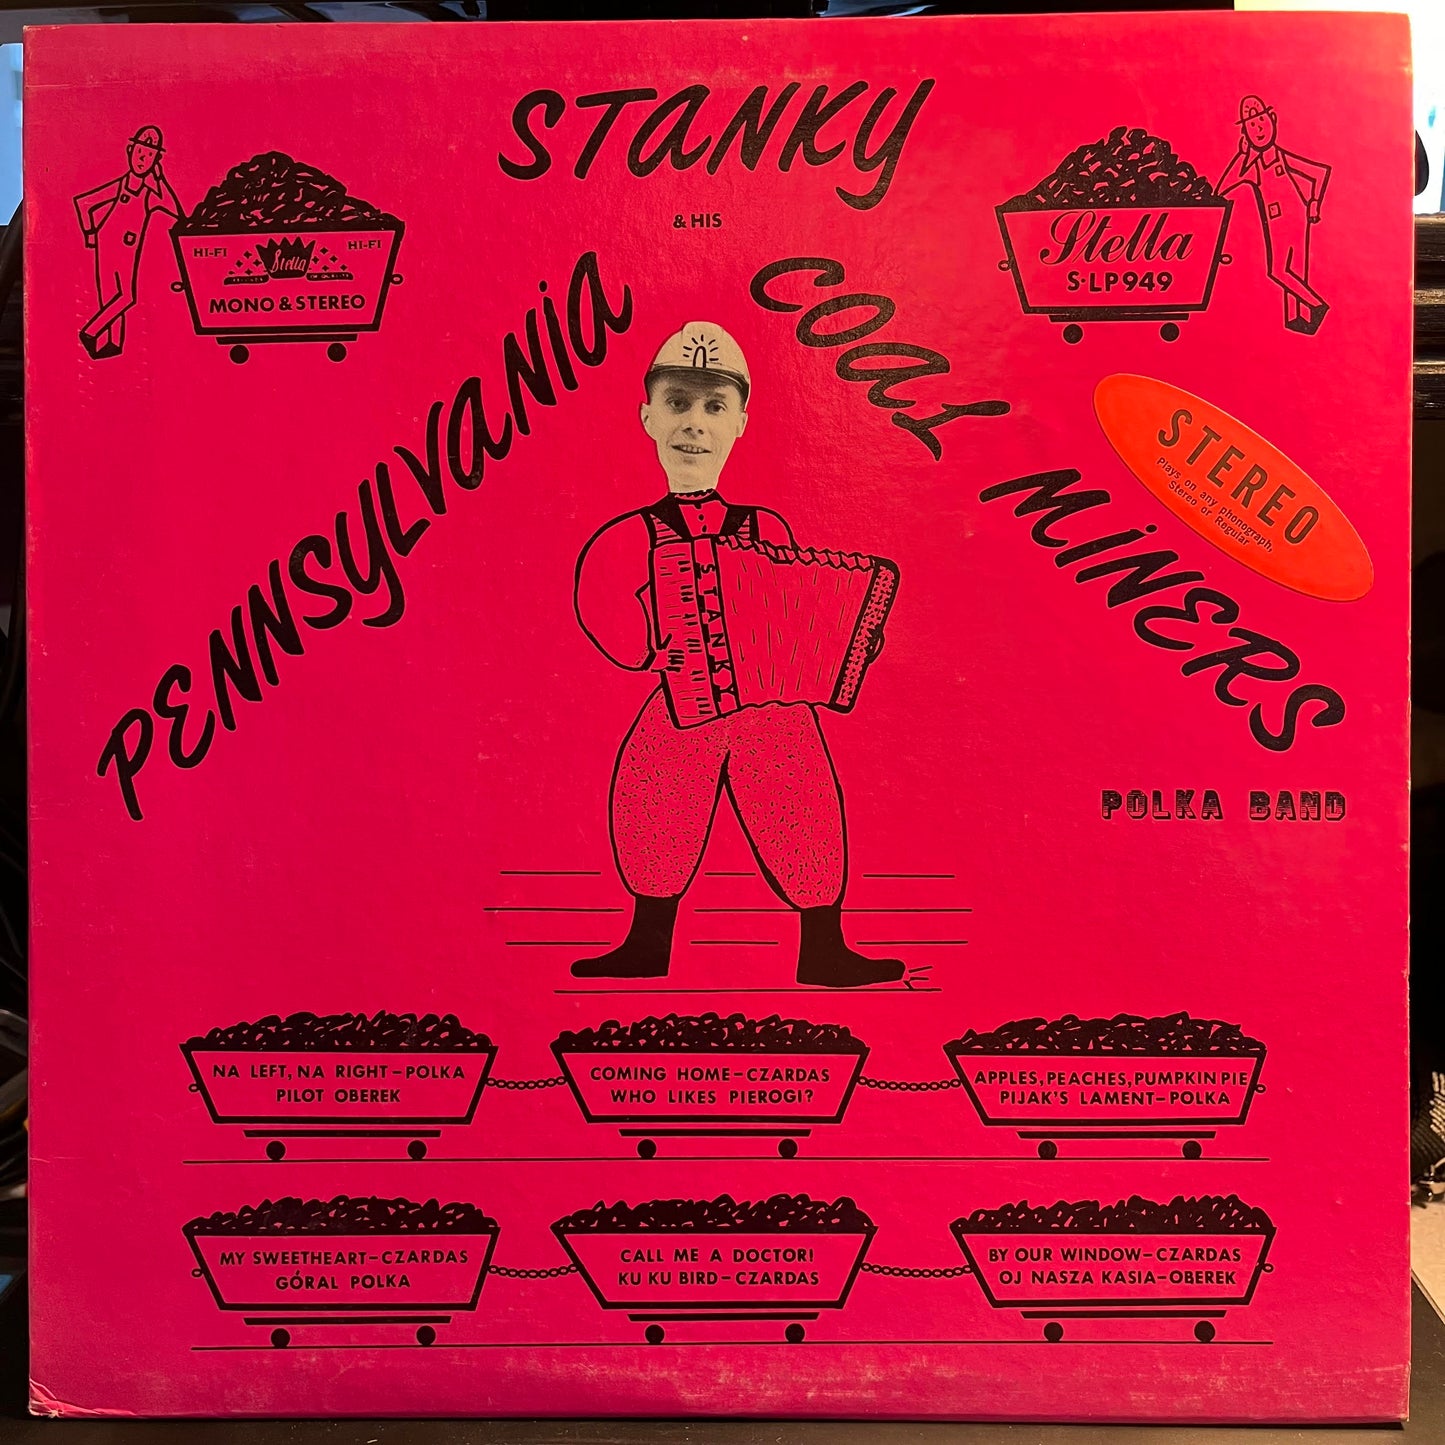 STANKY
& HIS
PENNSYLVANIA
COAL MINERS
POLKA BAND
HI-FI
HI-FI
Stella
MONO & STEREO
Stella
S-LP949
STEREO
Plays on any phonograph,
Stereo or Regular
STANKY
NA LEFT, NA RIGHT-POLKA
PILOT OBEREK
COMING HOME-CZARDAS
WHO LIKES PIEROGI?
APPLES, PEACHES, PUMPKIN PIE
PIJAK'S LAMENT-POLKA
MY SWEETHEART-CZARDAS
GÓRAL POLKA
CALL ME A DOCTOR!
KU KU BIRD-CZARDAS
BY OUR WINDOW-CZARDAS
OJ NASZA KASIA-OBEREK